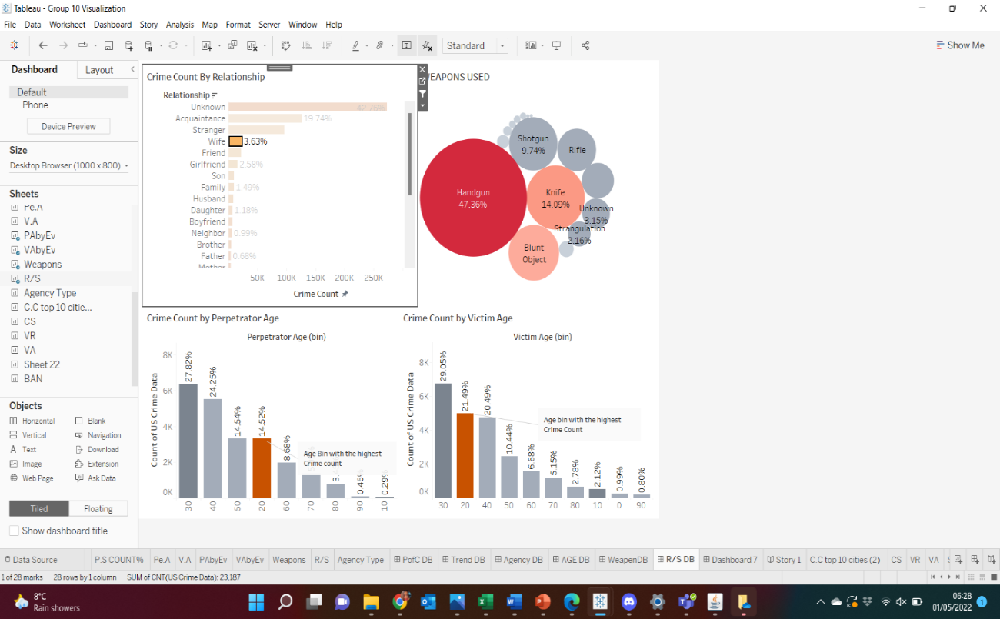 Tableau - Group 10 Visualization
File Data Worksheet Dashboard Story Analysis Map Format Server Window Help
Standard
Show Me
Dashboard Layout
Default
Phone
Device Preview
Size
Desktop Browser (1000 x 800)
Sheets
Pe.A
V.A
PAbyEv
VAbyEv
Weapons
R/S
Agency Type
C.C top 10 citie...
CS
VR
VA
Sheet 22
BAN
Objects
Horizontal Blank
Vertical Navigation
Text Download
Image Extension
Web Page Ask Data
Tiled Floating
Show dashboard title
Crime Count By Relationship
Relationship
Unknown 42.76%
Acquaintance 19.74%
Stranger
Wife 3.63%
Friend
Girlfriend 2.58%
Son
Family 1.49%
Husband
Daughter 1.18%
Boyfriend
Neighbor 0.99%
Brother
Father 0.68%
Mother
50K 100K 150K 200K 250K
Crime Count
EAPONS USED
Shotgun
9.74%
Rifle
Handgun
47.36%
Knife
14.09%
Unknown
3.15%
Strangulation
2.16%
Blunt
Object
Crime Count by Perpetrator Age
Perpetrator Age (bin)
Count of US Crime Data
8K
6K
4K
2K
0K
27.82% 24.25% 14.54% 14.52% 8.68% 0.46% 0.29%
Age Bin with the highest
Crime count
30 40 50 20 60 70 80 90 10
Crime Count by Victim Age
Victim Age (bin)
Count of US Crime Data
8K
6K
4K
2K
0K
29.05% 21.49% 20.49% 10.44% 6.68% 5.15% 2.78% 2.12% 0.99% 0.80%
Age bin with the highest
Crime Count
30 20 40 50 60 70 80 10 0 90
Data Source P.S COUNT% Pe.A V.A PAbyEv VAbyEv Weapons R/S Agency Type PofC DB Trend DB Agency DB AGE DB WeapenDB R/S DB Dashboard 7 Story 1 C.C top 10 cities (2) CS VR VA
1 of 28 marks 28 rows by 1 column SUM of CNT(US Crime Data): 23,187
8°C
Rain showers
06:28
01/05/2022
1